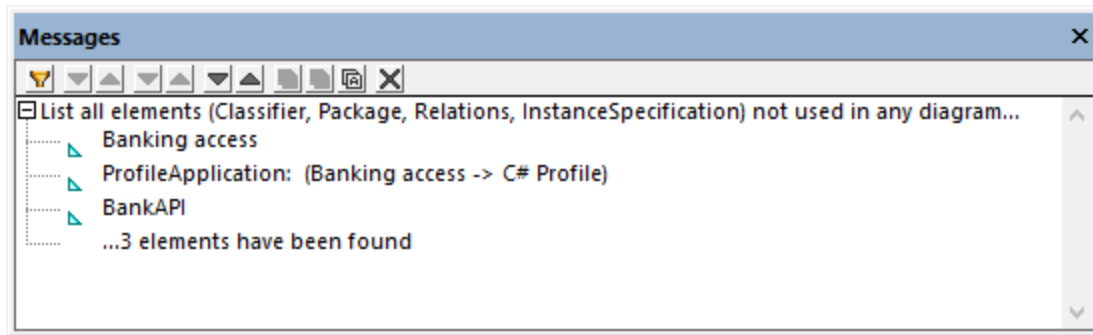 Messages
List all elements (Classifier, Package, Relations, InstanceSpecification) not used in any diagram...
Banking access
ProfileApplication:  (Banking access -> C# Profile)
BankAPI
...3 elements have been found